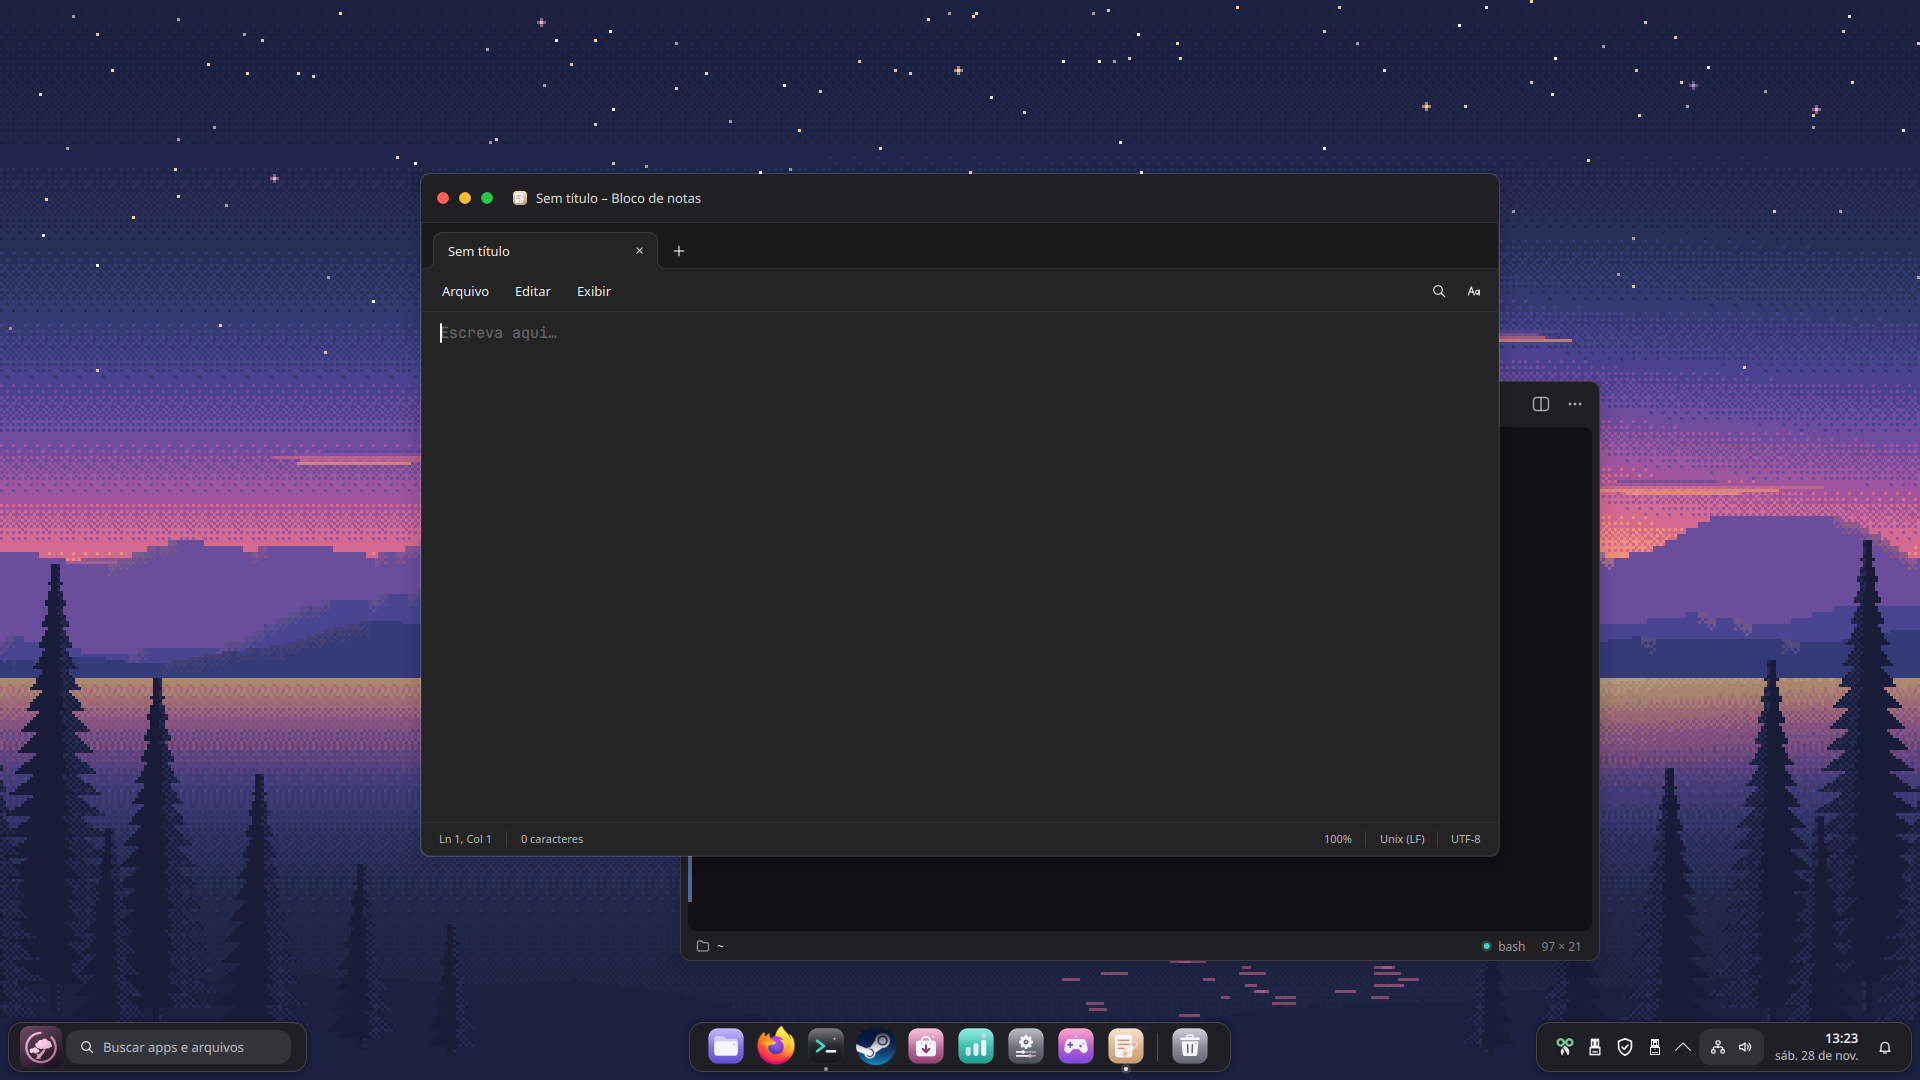 Sem título – Bloco de notas
Sem título
Arquivo Editar Exibir
Escreva aqui…
Ln 1, Col 1 0 caracteres 100% Unix (LF) UTF-8
~ bash 97 × 21
Buscar apps e arquivos
13:23
sáb. 28 de nov.